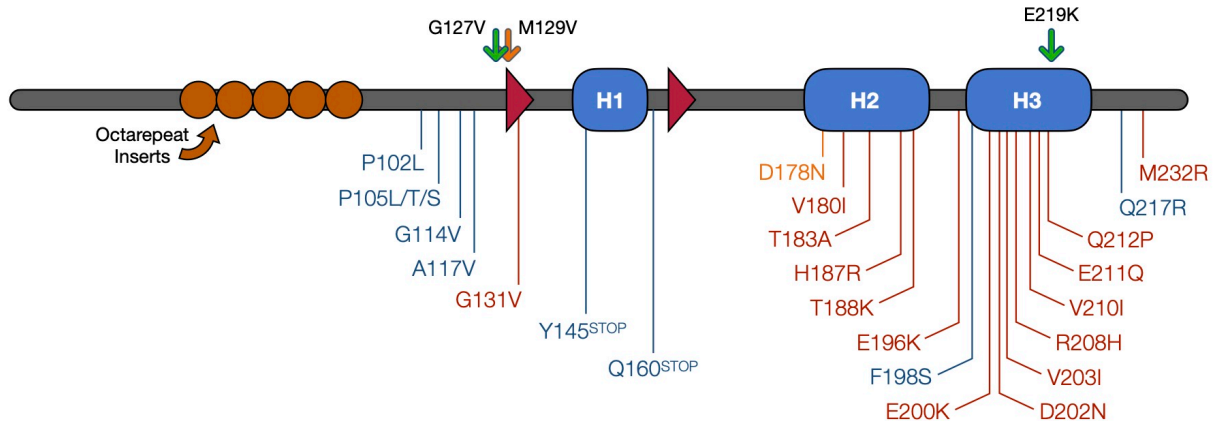 G127V
M129V
E219K
H1
H2
H3
Octarepeat
Inserts
P102L
P105L/T/S
G114V
A117V
G131V
Y145STOP
Q160STOP
D178N
V180I
T183A
H187R
T188K
E196K
F198S
E200K
M232R
Q217R
Q212P
E211Q
V210I
R208H
V203I
D202N